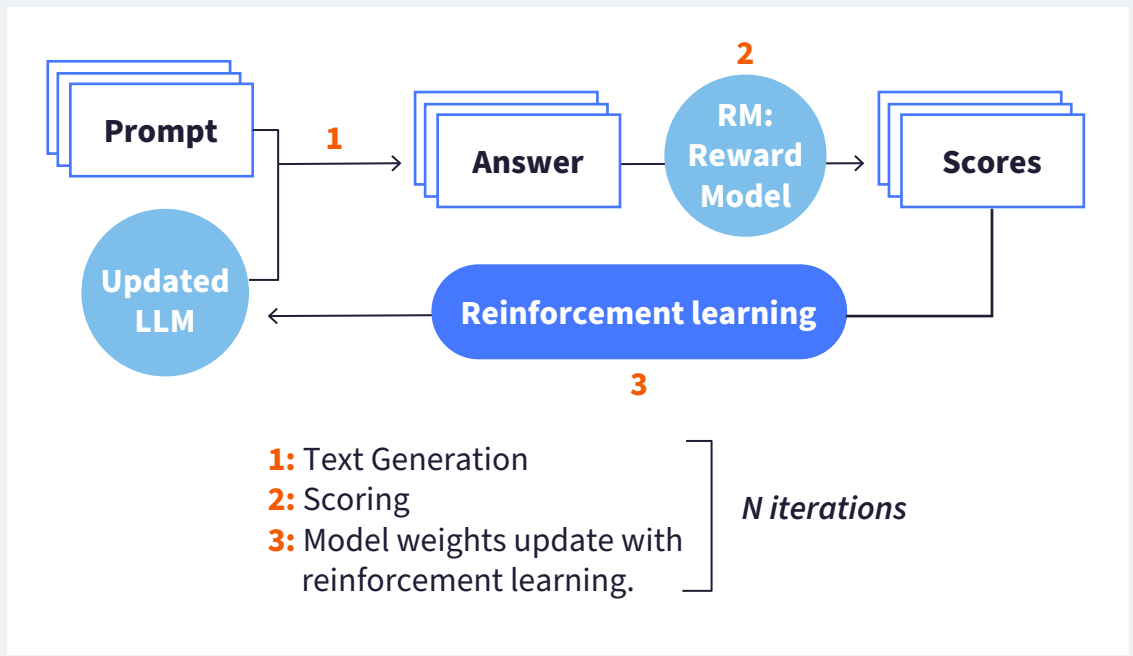 2
Prompt
1
Answer
RM:
Reward
Model
Scores
Updated
LLM
Reinforcement learning
3
1: Text Generation
2: Scoring
3: Model weights update with
reinforcement learning.
N iterations